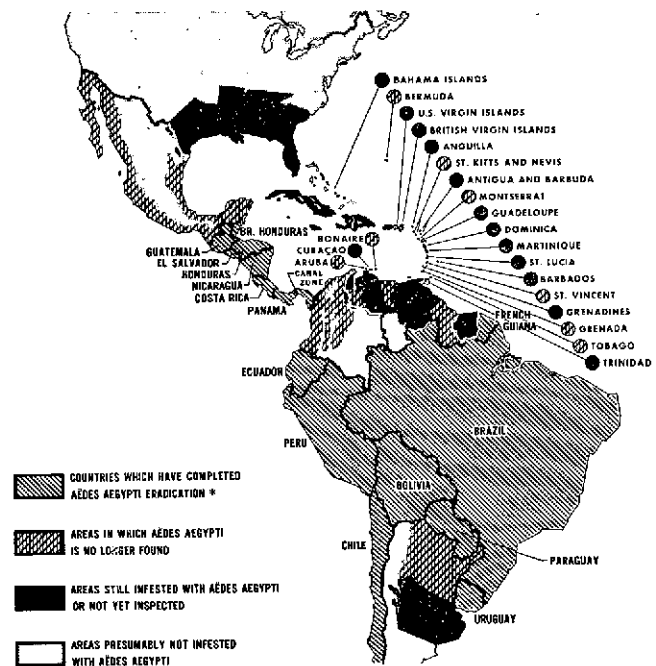 BAHAMA ISLANDS
BERMUDA
U.S. VIRGIN ISLANDS
BRITISH VIRGIN ISLANDS
ANGUILLA
ST. KITTS AND NEVIS
ANTIGUA AND BARBUDA
MONTSERRAT
GUADELOUPE
DOMINICA
MARTINIQUE
ST. LUCIA
BARBADOS
ST. VINCENT
GRENADINES
GRENADA
TOBAGO
TRINIDAD
BR. HONDURAS
BONAIRE
CURAÇAO
ARUBA
GUATEMALA
EL SALVADOR
HONDURAS
NICARAGUA
COSTA RICA
CANAL
ZONE
PANAMA
FRENCH
GUIANA
ECUADOR
PERU
BRAZIL
BOLIVIA
CHILE
PARAGUAY
URUGUAY
COUNTRIES WHICH HAVE COMPLETED
AËDES AEGYPTI ERADICATION *
AREAS IN WHICH AËDES AEGYPTI
IS NO LONGER FOUND
AREAS STILL INFESTED WITH AËDES AEGYPTI
OR NOT YET INSPECTED
AREAS PRESUMABLY NOT INFESTED
WITH AËDES AEGYPTI